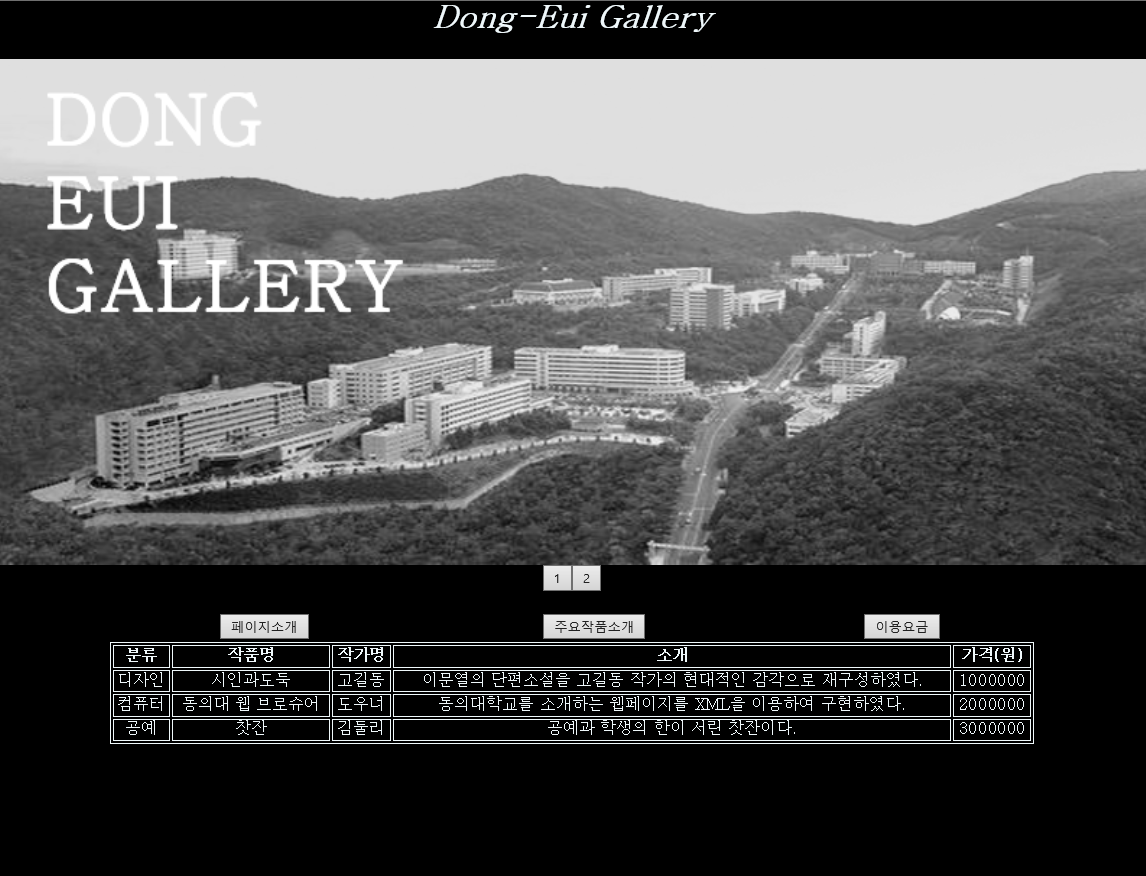 Dong-Eui Gallery
DONG
EUI
GALLERY
1 2
페이지소개 주요작품소개 이용요금
분류 작품명 작가명 소개 가격(원)
디자인 시인과도둑 고길동 이문열의 단편소설을 고길동 작가의 현대적인 감각으로 재구성하였다. 1000000
컴퓨터 동의대 웹 브로슈어 도우너 동의대학교를 소개하는 웹페이지를 XML을 이용하여 구현하였다. 2000000
공예 찻잔 김둘리 공예과 학생의 한이 서린 찻잔이다. 3000000